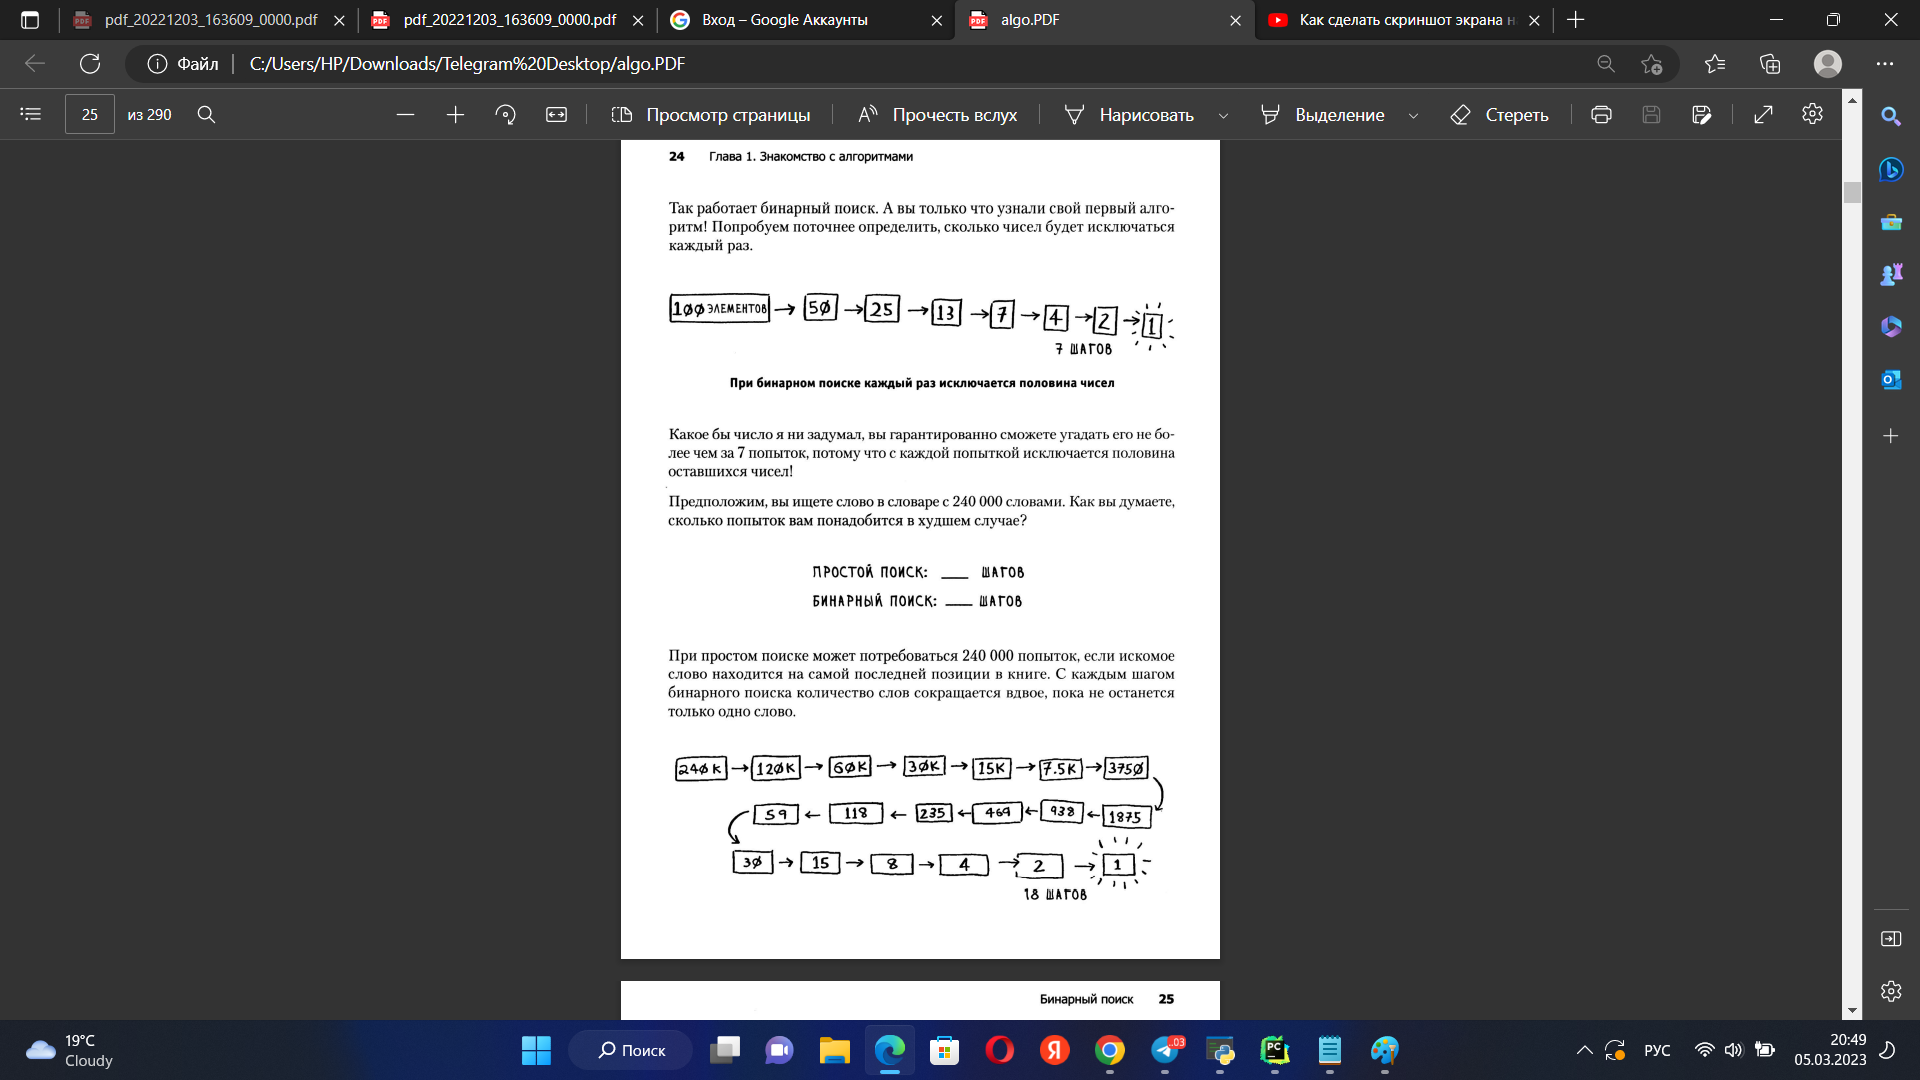 pdf_20221203_163609_0000.pdf
pdf_20221203_163609_0000.pdf
Вход – Google Аккаунты
algo.PDF
Как сделать скриншот экрана н
Файл
C:/Users/HP/Downloads/Telegram%20Desktop/algo.PDF
25 из 290
Просмотр страницы
Прочесть вслух
Нарисовать
Выделение
Стереть
24 Глава 1. Знакомство с алгоритмами
Так работает бинарный поиск. А вы только что узнали свой первый алго-
ритм! Попробуем поточнее определить, сколько чисел будет исключаться
каждый раз.
100 ЭЛЕМЕНТОВ → 50 → 25 → 13 → 7 → 4 → 2 → 1
7 ШАГОВ
При бинарном поиске каждый раз исключается половина чисел
Какое бы число я ни задумал, вы гарантированно сможете угадать его не бо-
лее чем за 7 попыток, потому что с каждой попыткой исключается половина
оставшихся чисел!
Предположим, вы ищете слово в словаре с 240 000 словами. Как вы думаете,
сколько попыток вам понадобится в худшем случае?
ПРОСТОЙ ПОИСК: ___ ШАГОВ
БИНАРНЫЙ ПОИСК: ___ ШАГОВ
При простом поиске может потребоваться 240 000 попыток, если искомое
слово находится на самой последней позиции в книге. С каждым шагом
бинарного поиска количество слов сокращается вдвое, пока не останется
только одно слово.
240K → 120K → 60K → 30K → 15K → 7.5K → 3750
59 ← 118 ← 235 ← 469 ← 938 ← 1875
30 → 15 → 8 → 4 → 2 → 1
18 ШАГОВ
Бинарный поиск 25
19°C
Cloudy
Поиск
..03
РУС
20:49
05.03.2023